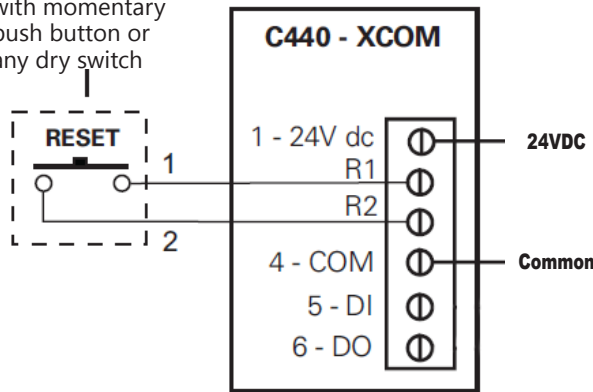 with momentary
push button or
any dry switch
RESET
1
2
C440 - XCOM
1 - 24V dc
R1
R2
4 - COM
5 - DI
6 - DO
24VDC
Common